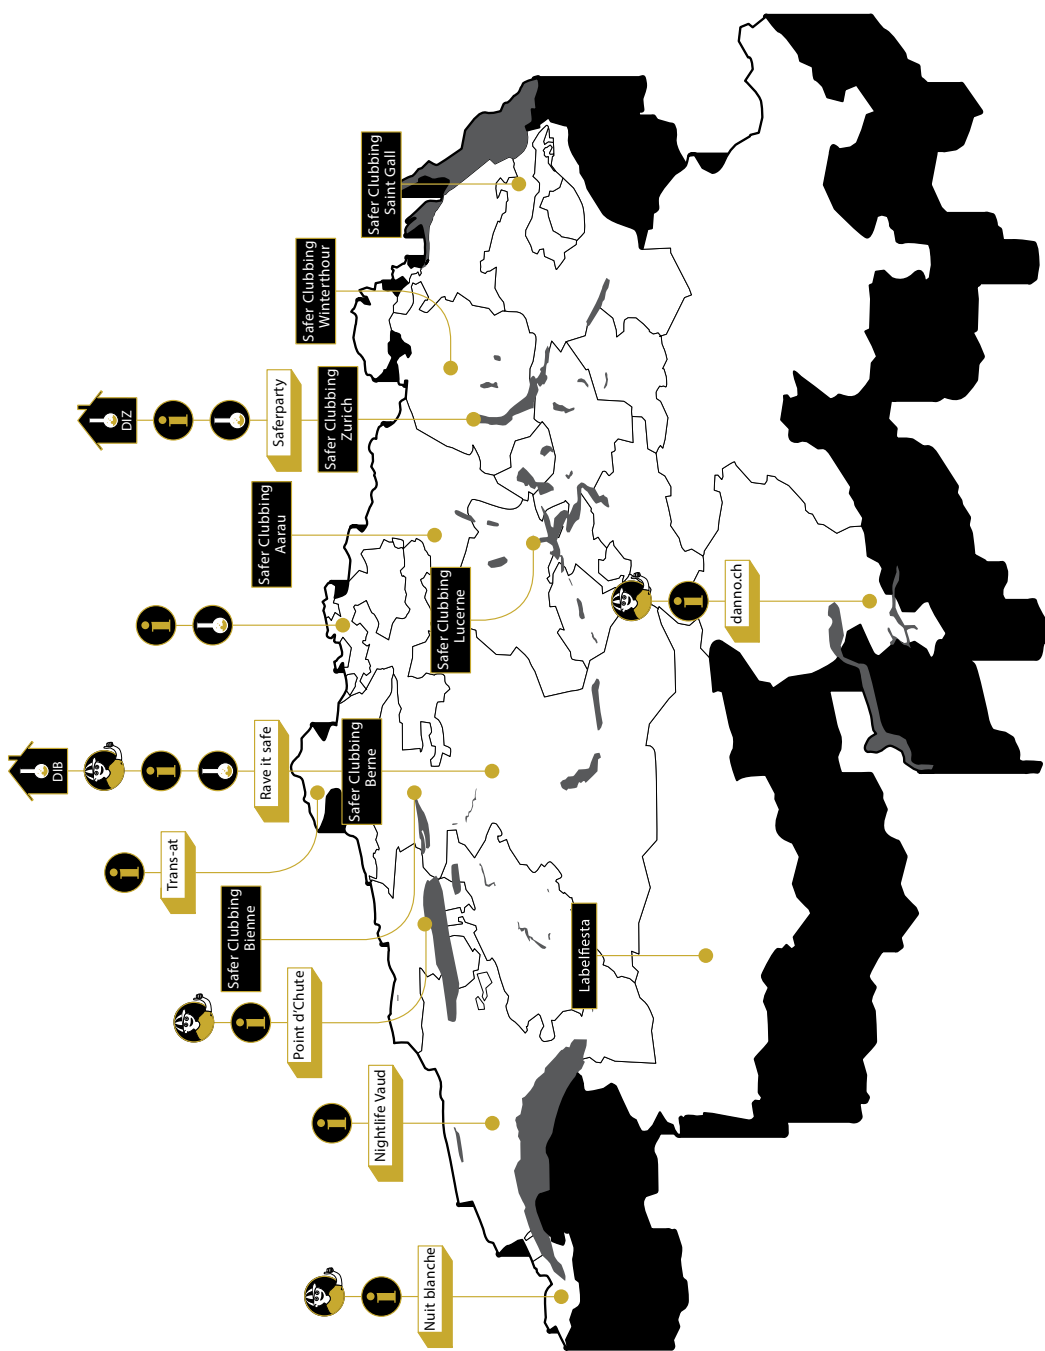 Safer Clubbing
Saint Gall
Safer Clubbing
Winterthour
DIZ
i
Saferparty
Safer Clubbing
Zurich
Safer Clubbing
Aarau
i
Safer Clubbing
Lucerne
i
danno.ch
DIB
i
Rave it safe
Safer Clubbing
Berne
i
Trans-at
Safer Clubbing
Bienne
i
Point d'Chute
Labelfiesta
i
Nightlife Vaud
i
Nuit blanche